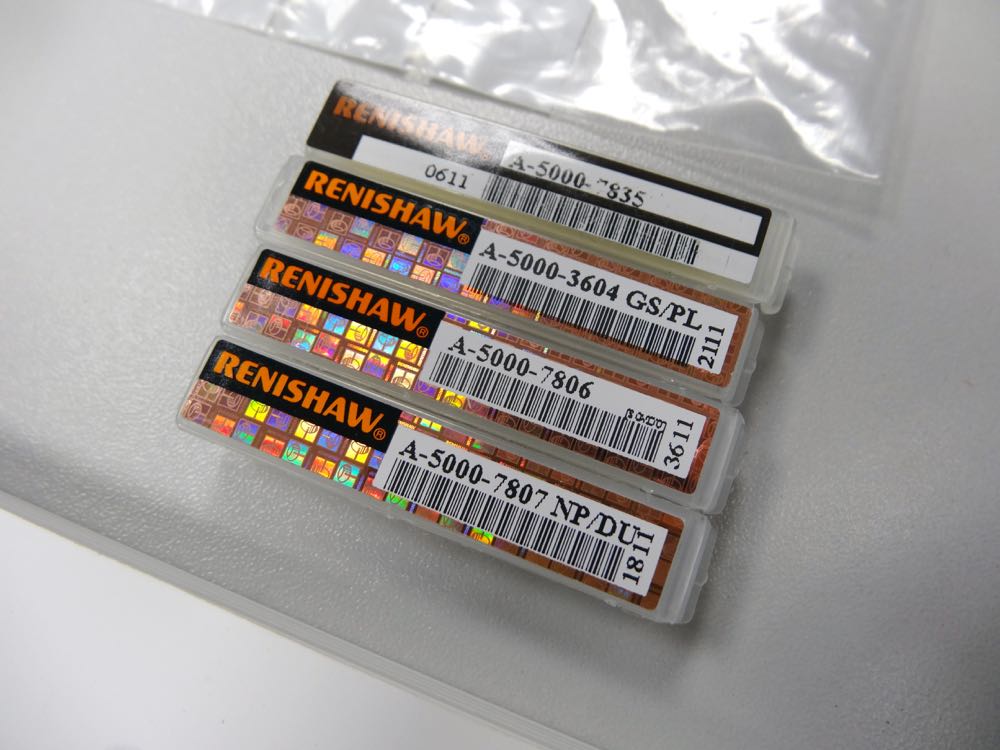 RENISHAW®
A-5000-7835
0611
RENISHAW®
A-5000-3604 GS/PL
2111
RENISHAW®
A-5000-7806
3611
RENISHAW®
A-5000-7807 NP/DU
1811